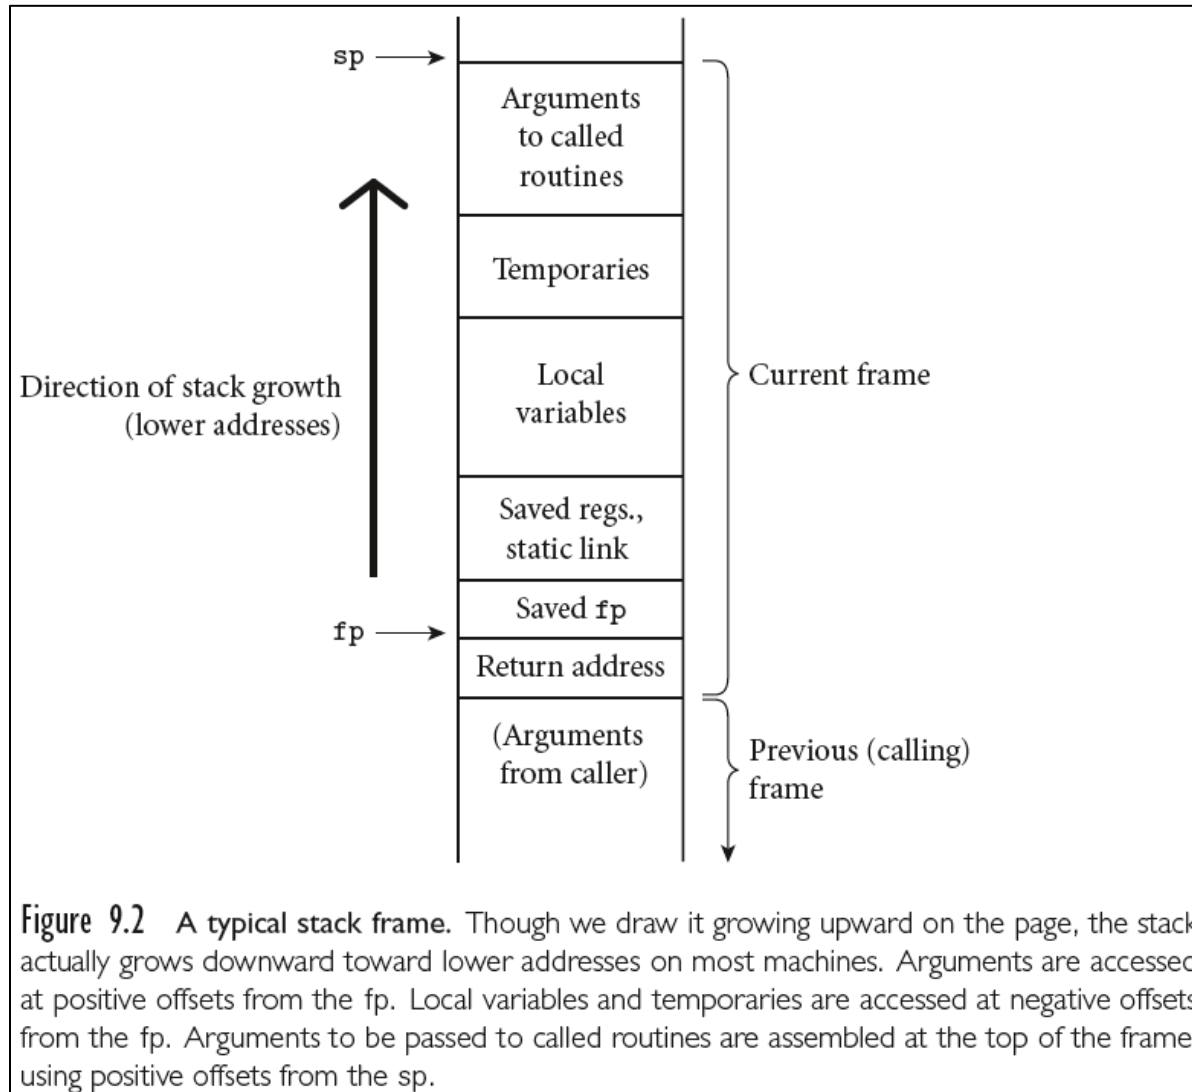 sp
Arguments
to called
routines
Temporaries
Direction of stack growth
(lower addresses)
Local
variables
Current frame
Saved regs.,
static link
Saved fp
fp
Return address
(Arguments
from caller)
Previous (calling)
frame
Figure 9.2 A typical stack frame. Though we draw it growing upward on the page, the stack
actually grows downward toward lower addresses on most machines. Arguments are accessed
at positive offsets from the fp. Local variables and temporaries are accessed at negative offsets
from the fp. Arguments to be passed to called routines are assembled at the top of the frame,
using positive offsets from the sp.